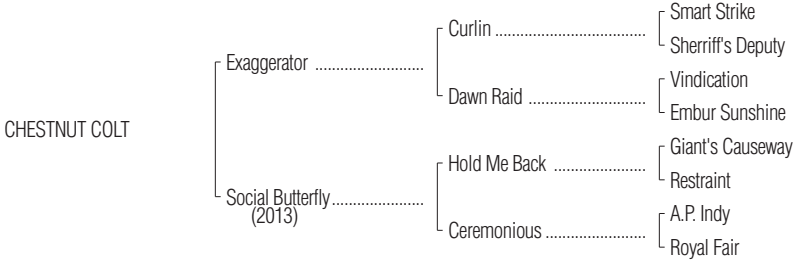 Smart Strike
Curlin ..................................
Sherriff's Deputy
Exaggerator ........................
Vindication
Dawn Raid ..........................
Embur Sunshine
CHESTNUT COLT
Giant's Causeway
Hold Me Back ....................
Restraint
Social Butterfly.....................
(2013)
A.P. Indy
Ceremonious ......................
Royal Fair